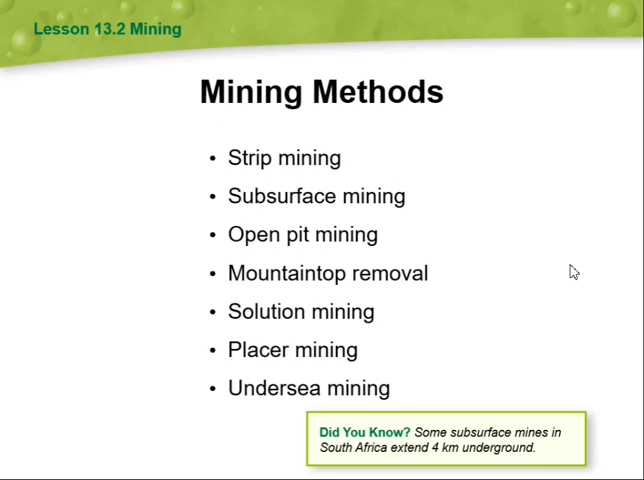 Lesson 13.2 Mining
Mining Methods
• Strip mining
• Subsurface mining
• Open pit mining
• Mountaintop removal
• Solution mining
• Placer mining
• Undersea mining
Did You Know? Some subsurface mines in
South Africa extend 4 km underground.